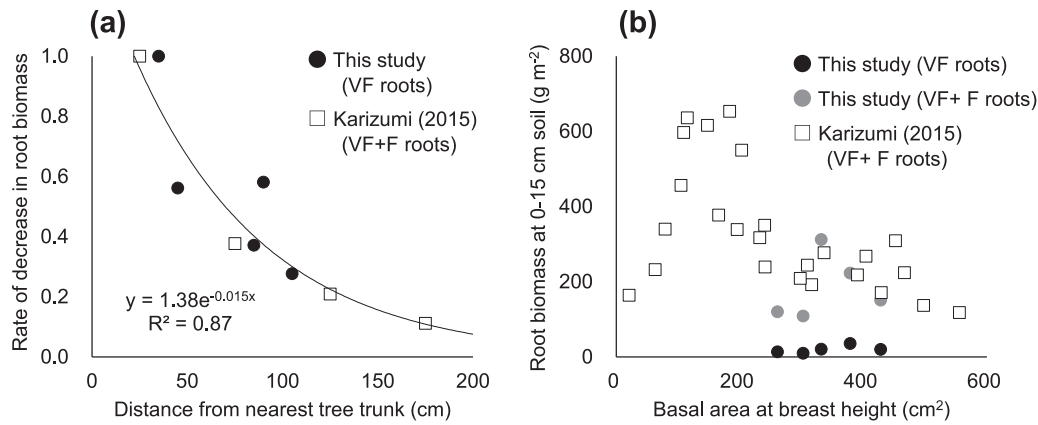 (a)
This study
(VF roots)
Karizumi (2015)
(VF+F roots)
Rate of decrease in root biomass
1.0
0.8
0.6
0.4
0.2
0.0
y = 1.38e^-0.015x
R² = 0.87
0
50
100
150
200
Distance from nearest tree trunk (cm)
(b)
This study (VF roots)
This study (VF+ F roots)
Karizumi (2015)
(VF+ F roots)
Root biomass at 0-15 cm soil (g m-2)
800
600
400
200
0
0
200
400
600
Basal area at breast height (cm2)